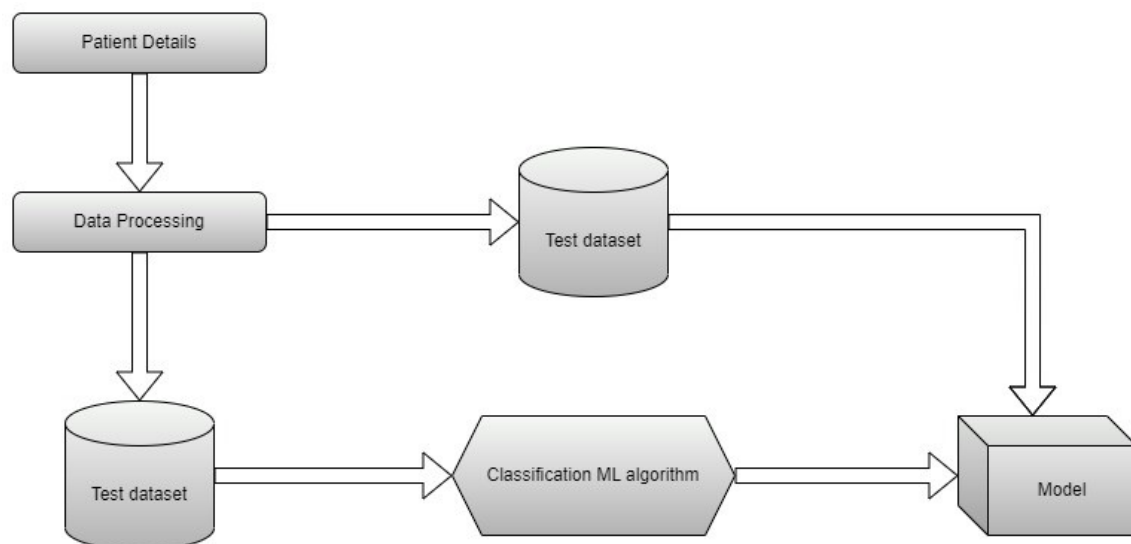 Patient Details
Data Processing
Test dataset
Test dataset
Classification ML algorithm
Model